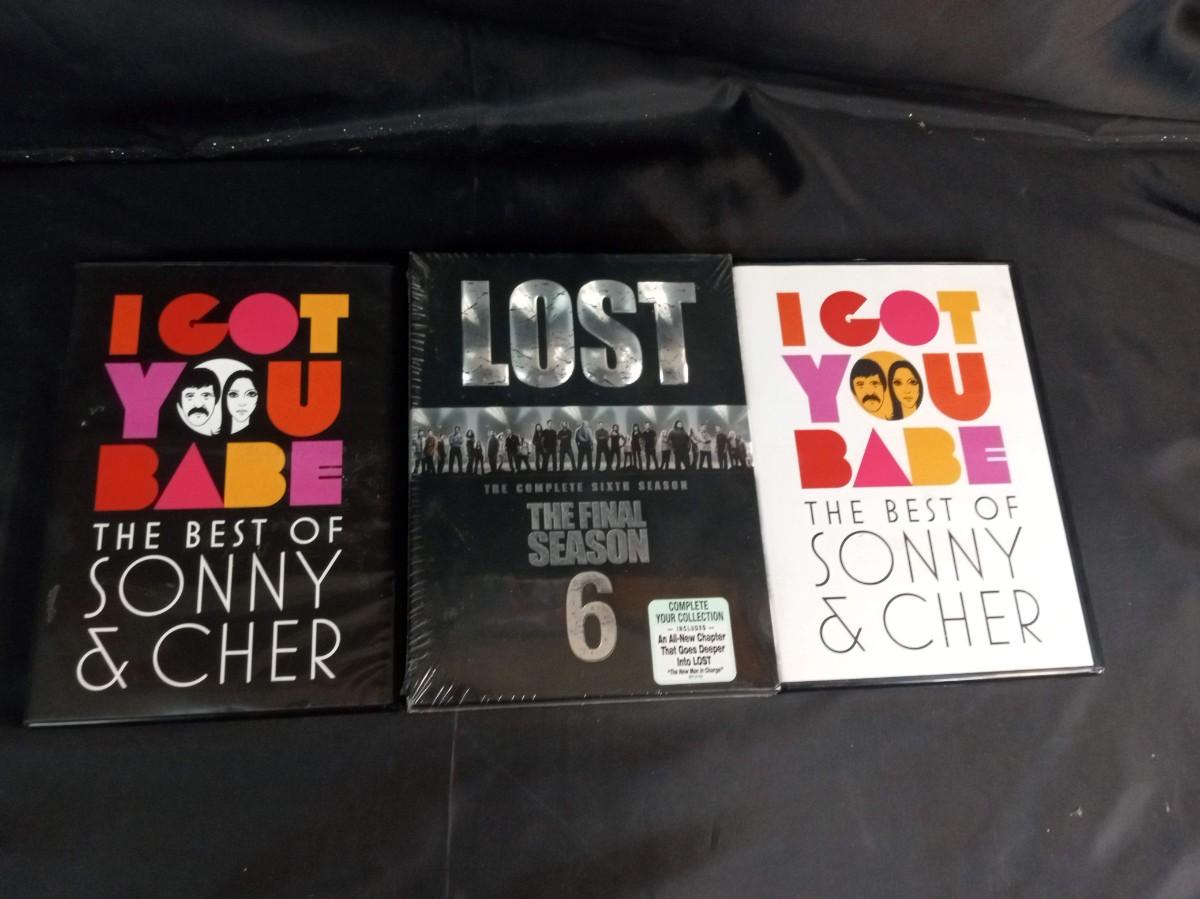 I GOT
YOU
BABE
THE BEST OF
SONNY
& CHER
LOST
THE COMPLETE SIXTH SEASON
THE FINAL
SEASON
6
COMPLETE
YOUR COLLECTION
— INCLUDES —
An All-New Chapter
That Goes Deeper
Into LOST
"The New Man in Charge"
I GOT
YOU
BABE
THE BEST OF
SONNY
& CHER